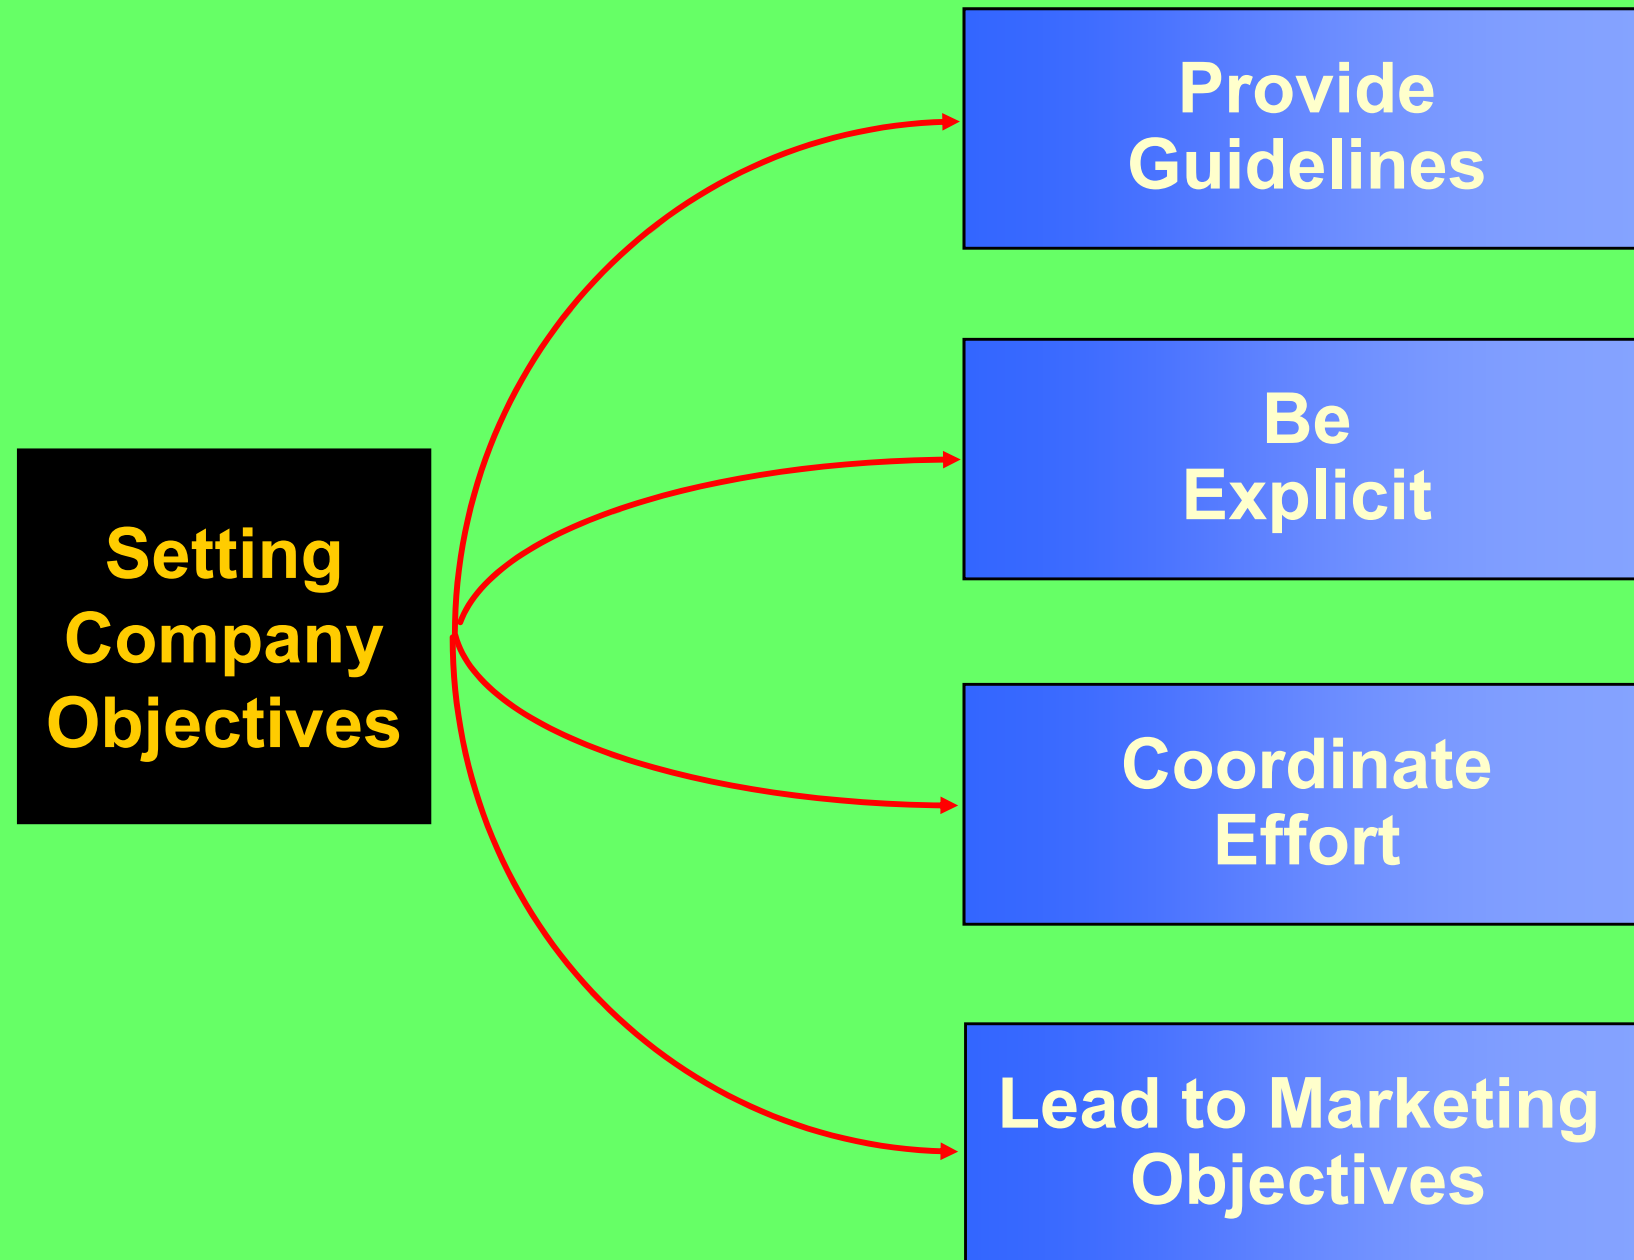 Setting
Company
Objectives
Provide
Guidelines
Be
Explicit
Coordinate
Effort
Lead to Marketing
Objectives